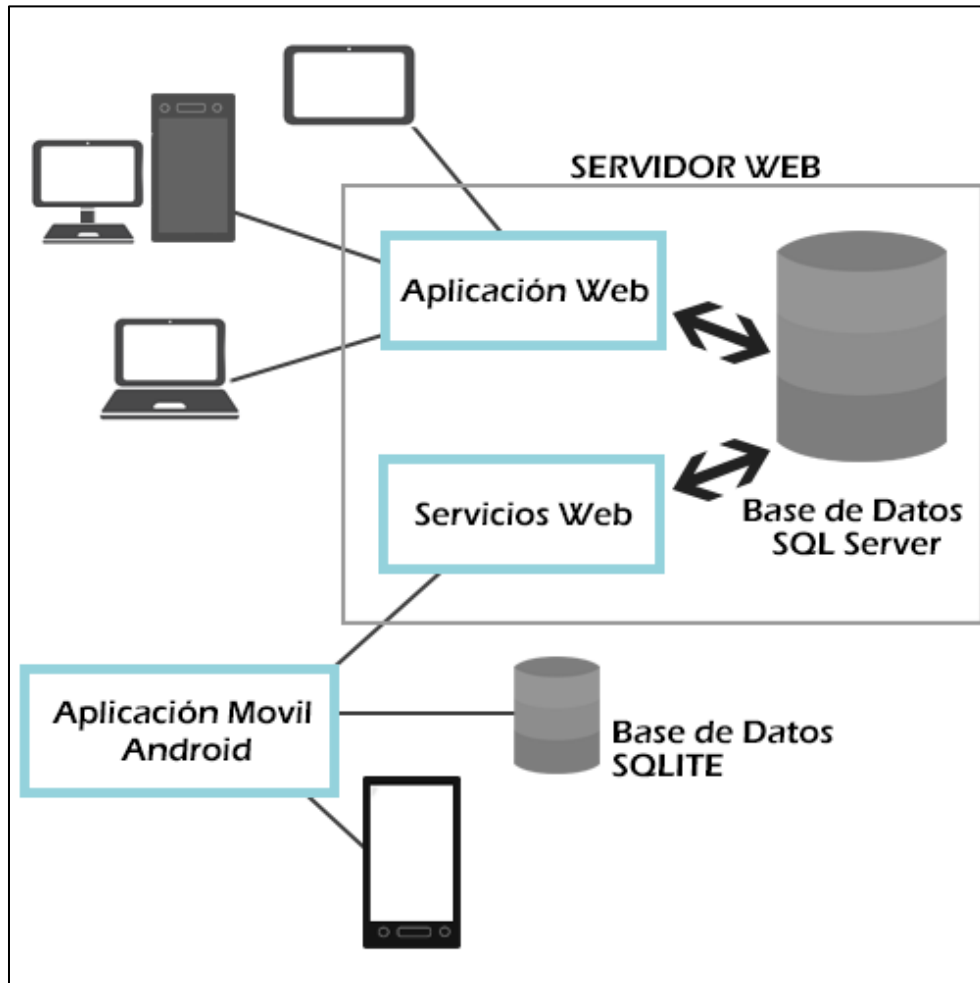 SERVIDOR WEB
Aplicación Web
Servicios Web
Base de Datos
SQL Server
Aplicación Movil
Android
Base de Datos
SQLITE